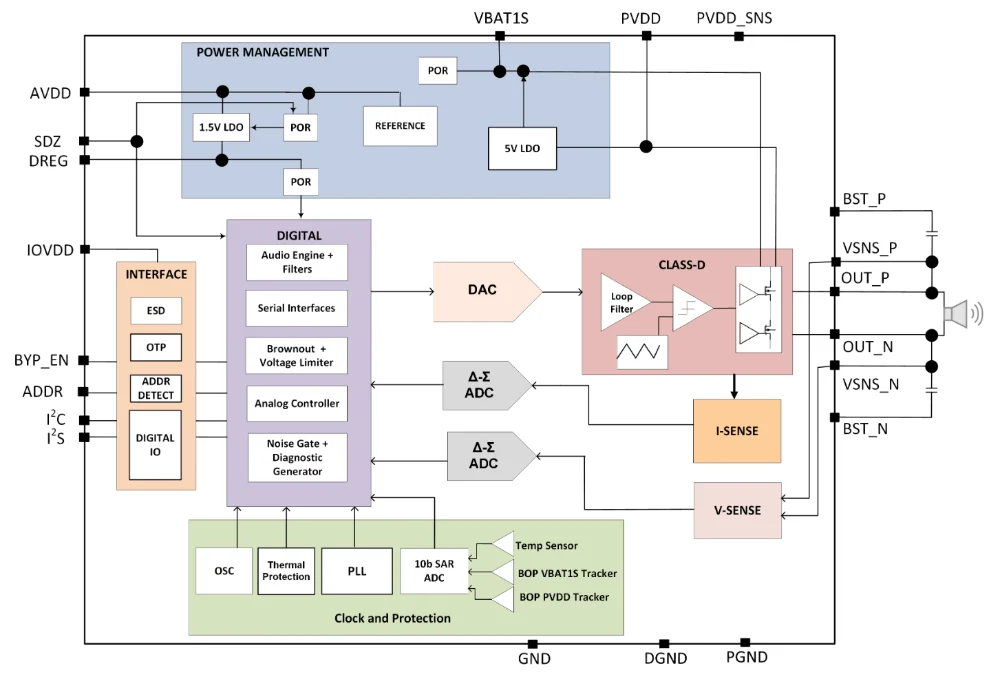 VBAT1S
PVDD
PVDD_SNS
POWER MANAGEMENT
POR
AVDD
1.5V LDO
POR
REFERENCE
SDZ
5V LDO
DREG
POR
BST_P
DIGITAL
IOVDD
VSNS_P
Audio Engine +
Filters
CLASS-D
INTERFACE
OUT_P
DAC
Loop
Filter
ESD
Serial Interfaces
OTP
OUT_N
Brownout +
Voltage Limiter
BYP_EN
Δ-Σ
ADC
VSNS_N
ADDR
ADDR
DETECT
Analog Controller
I²C
BST_N
I²S
DIGITAL
IO
I-SENSE
Noise Gate +
Diagnostic
Generator
Δ-Σ
ADC
V-SENSE
OSC
Thermal
Protection
PLL
10b SAR
ADC
Temp Sensor
BOP VBAT1S Tracker
BOP PVDD Tracker
Clock and Protection
GND
DGND
PGND